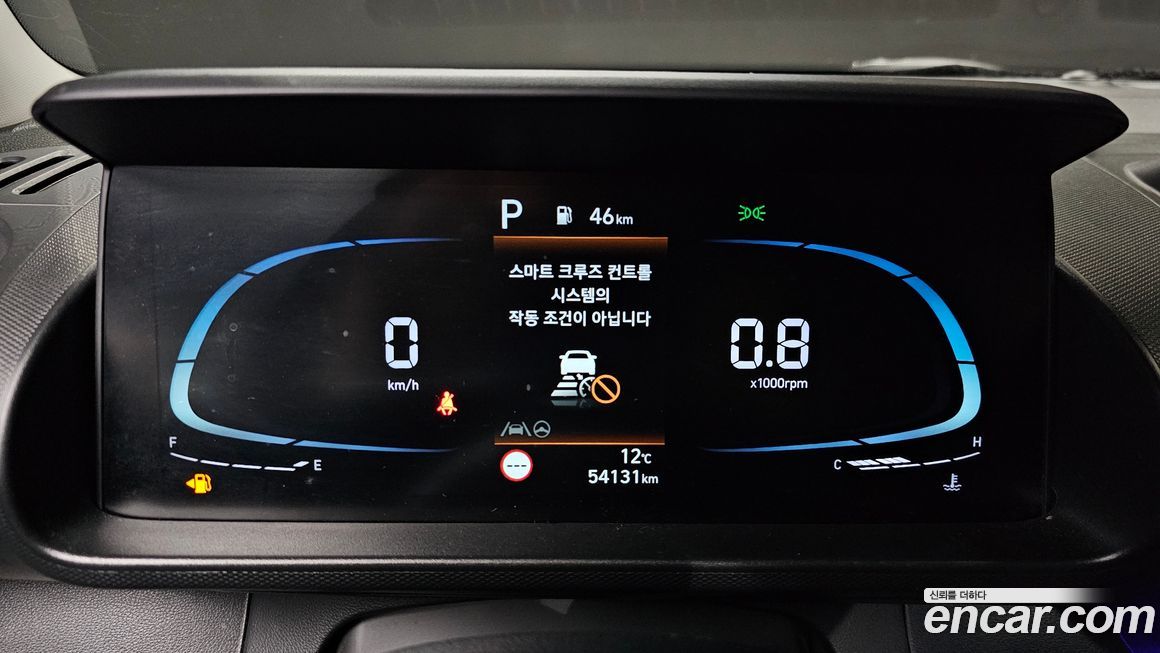 P 46km
스마트 크루즈 컨트롤
시스템의
작동 조건이 아닙니다
0
km/h
0.8
x1000rpm
F E
C H
---
12℃
54131km
신뢰를 더하다
encar.com